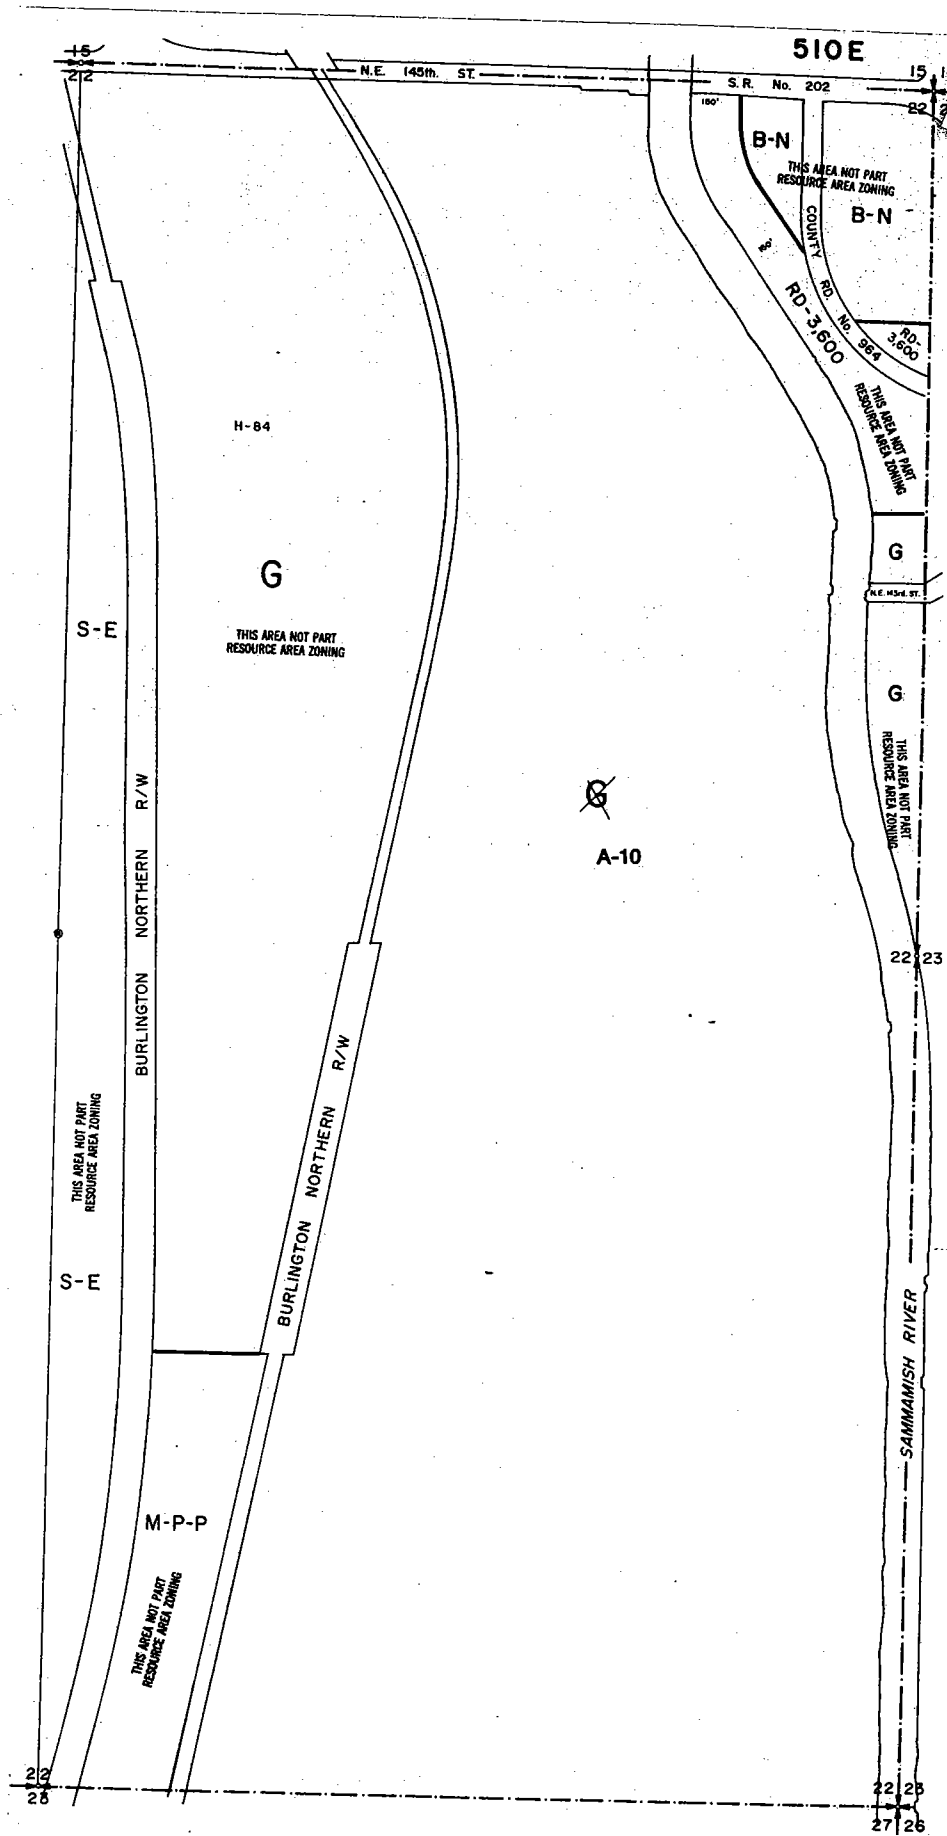 510E
15
22
N.E. 145th. ST.
S.R. No. 202
15
22
180'
B-N
THIS AREA NOT PART
RESOURCE AREA ZONING
B-N
COUNTY RD. No. 964
RD-3,600
RD-
3,600
THIS AREA NOT PART
RESOURCE AREA ZONING
H-84
G
THIS AREA NOT PART
RESOURCE AREA ZONING
S-E
G
N.E. 143rd. ST.
G
THIS AREA NOT PART
RESOURCE AREA ZONING
G
A-10
BURLINGTON NORTHERN R/W
22 23
BURLINGTON NORTHERN R/W
THIS AREA NOT PART
RESOURCE AREA ZONING
S-E
SAMMAMISH RIVER
M-P-P
THIS AREA NOT PART
RESOURCE AREA ZONING
22
28
22 23
27 26